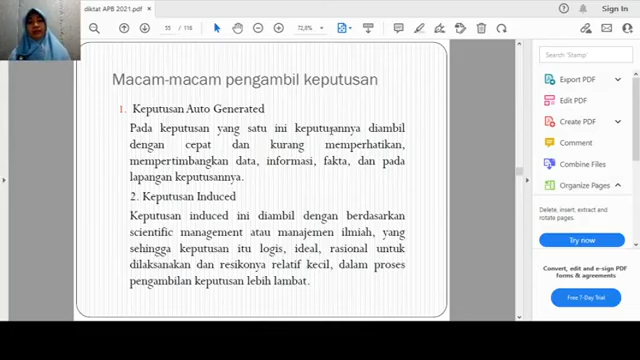 diktat APB 2021.pdf
×
Sign In
55 / 116
72,8%
Macam-macam pengambil keputusan
1. Keputusan Auto Generated
Pada keputusan yang satu ini keputusannya diambil
dengan cepat dan kurang memperhatikan,
mempertimbangkan data, informasi, fakta, dan pada
lapangan keputusannya.
2. Keputusan Induced
Keputusan induced ini diambil dengan berdasarkan
scientific management atau manajemen ilmiah, yang
sehingga keputusan itu logis, ideal, rasional untuk
dilaksanakan dan resikonya relatif kecil, dalam proses
pengambilan keputusan lebih lambat.
Search 'Stamp'
Export PDF
Edit PDF
Create PDF
Comment
Combine Files
Organize Pages
Delete, insert, extract and
rotate pages.
Try now
Convert, edit and e-sign PDF
forms & agreements
Free 7-Day Trial